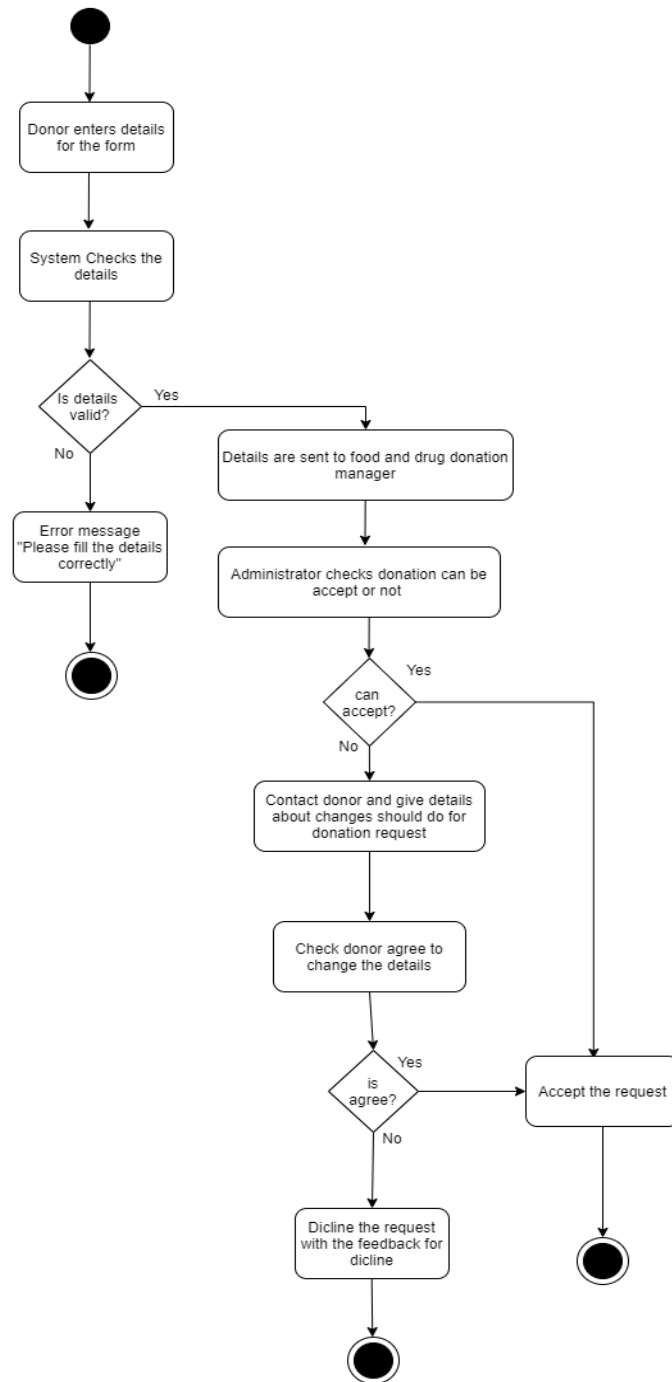 Donor enters details
for the form
System Checks the
details
Is details
valid?
Yes
No
Error message
"Please fill the details
correctly"
Details are sent to food and drug donation
manager
Administrator checks donation can be
accept or not
can
accept?
Yes
No
Contact donor and give details
about changes should do for
donation request
Check donor agree to
change the details
is
agree?
Yes
No
Accept the request
Dicline the request
with the feedback for
dicline